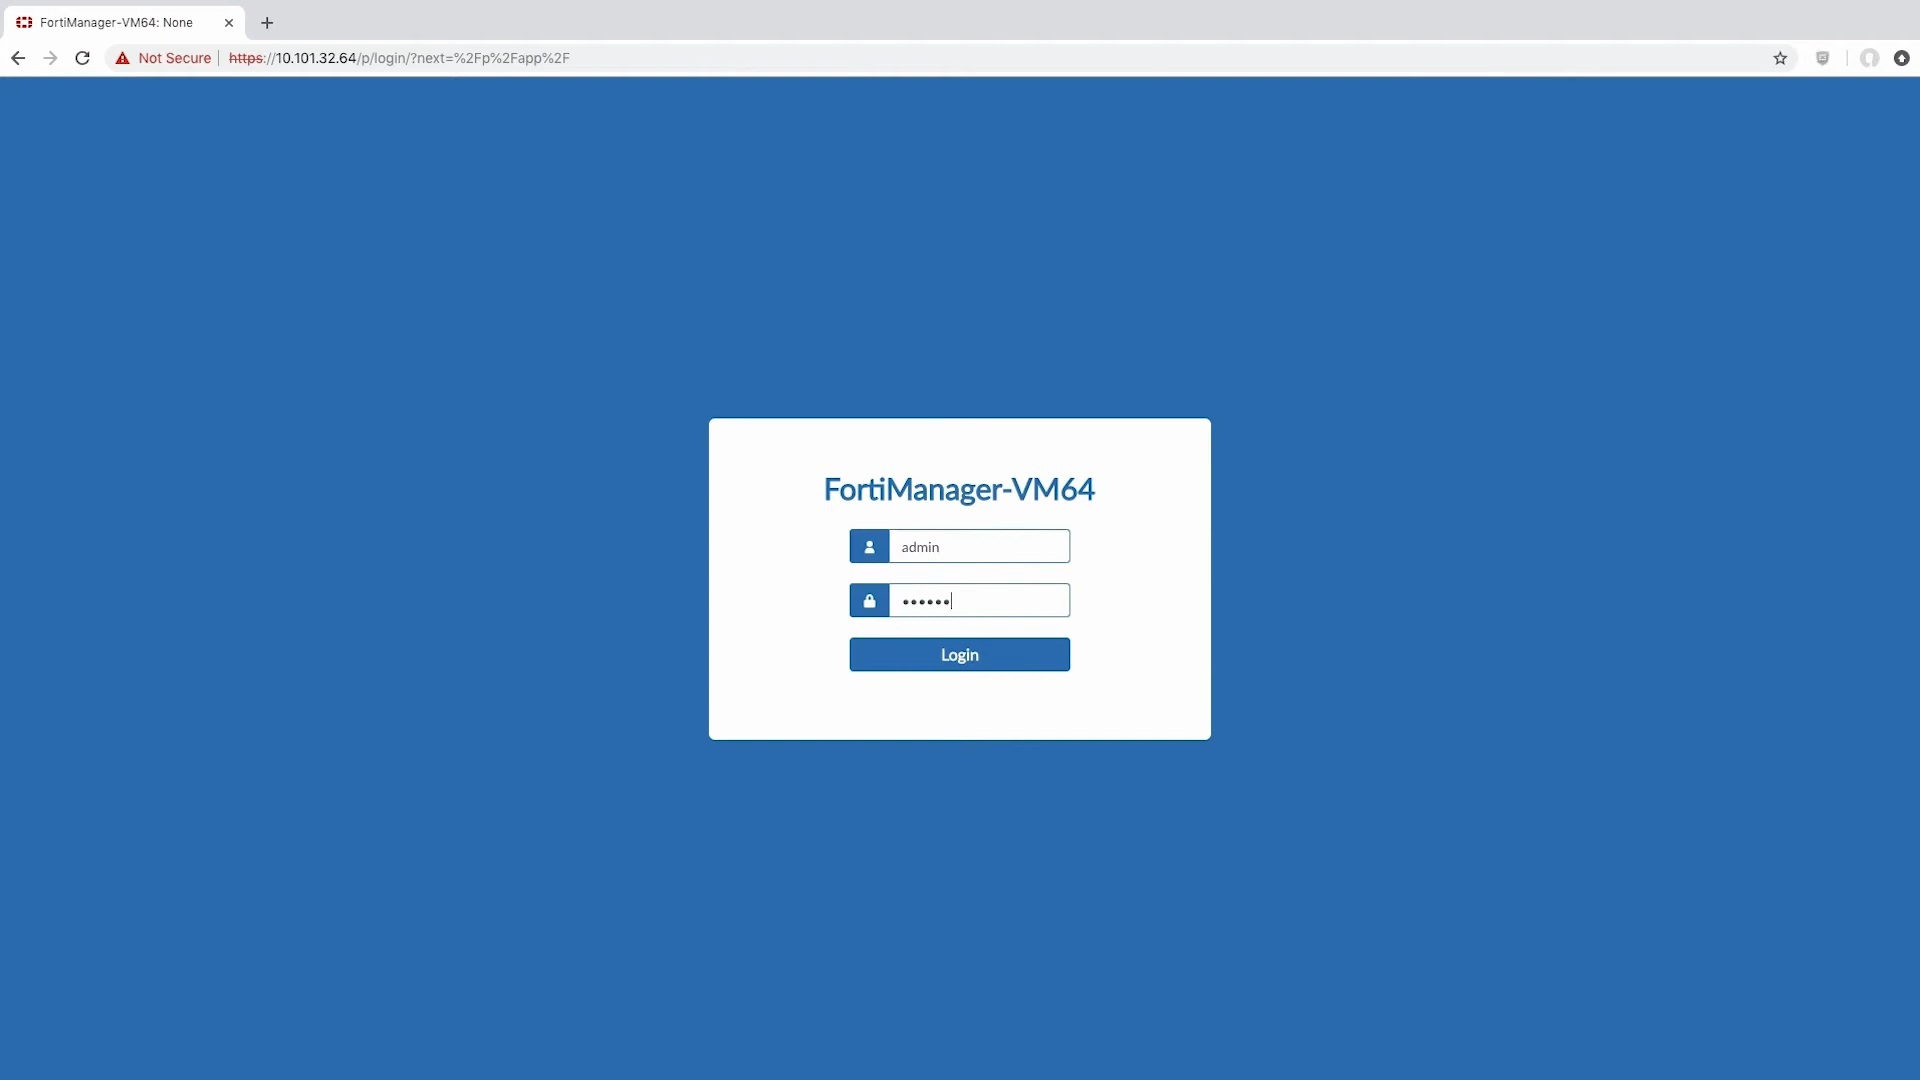 FortiManager-VM64: None
Not Secure
https://10.101.32.64/p/login/?next=%2Fp%2Fapp%2F
FortiManager-VM64
admin
••••••
Login